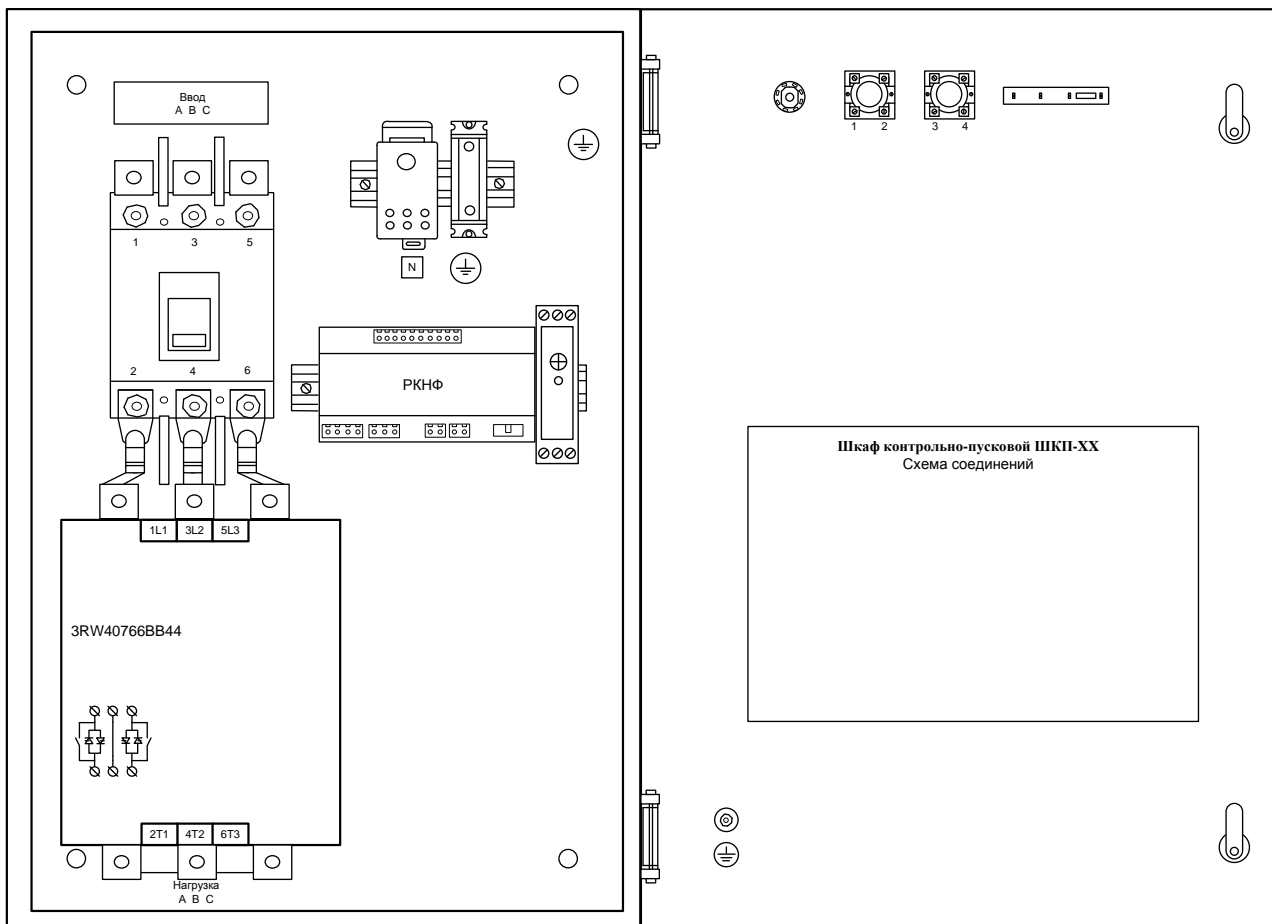 Ввод
А В С
1 2 3 4
1 3 5
N
2 4 6
РКНФ
Шкаф контрольно-пусковой ШКП-ХХ
Схема соединений
1L1 3L2 5L3
3RW40766BB44
2T1 4T2 6T3
Нагрузка
А В С